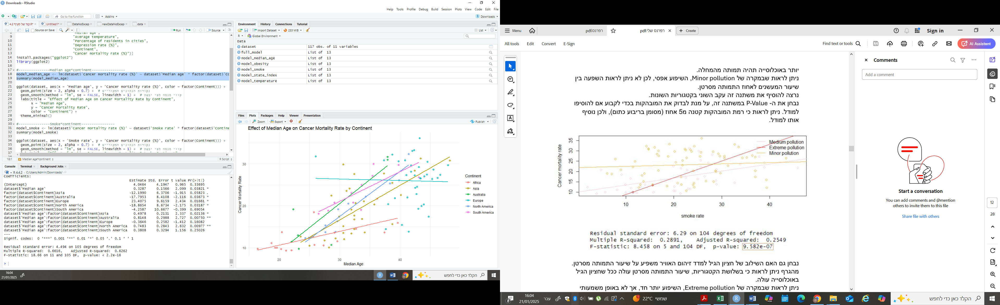 Downloads - RStudio
Help Tools Profile Debug Build Session Plots View Code Edit File
Go to file/function
Addins
Downloads
קוד של סעיף 4.2.R*
Untitled1*
DataNoExcep
newDataNoExcep
data
Source on Save
Run
Source
9 "Average temperature",
10 "Percentage of residents in cities",
11 "Depression rate (%)",
12 "Continent",
13 "Cancer mortality rate (%)")]
14 install.packages("ggplot2")
15 library(ggplot2)
16
17 #---------------Median age*continent----------------
18 model_median_age <- lm(dataset$`Cancer mortality rate (%)` ~ dataset$`Median age` * factor(dataset$`Co
19 summary(model_median_age)
20
21 ggplot(dataset, aes(x = `Median age`, y = `Cancer mortality rate (%)`, color = factor(Continent))) +
22 geom_point(size = 2, alpha = 0.7) + # נקודות הנתונים המקוריים
23 geom_smooth(method = "lm", se = FALSE, linewidth = 1) + # קווי מגמה לפי יבשת
24 labs(title = "Effect of Median Age on Cancer Mortality Rate by Continent",
25 x = "Median Age",
26 y = "Cancer Mortality Rate",
27 color = "Continent") +
28 theme_minimal()
29
30 #---------------Smoke*continent----------------
31 model_smoke <- lm(dataset$`Cancer mortality rate (%)` ~ dataset$`Smoke rate` * factor(dataset$`Contine
32 summary(model_smoke)
33
34 ggplot(dataset, aes(x = `Smoke rate`, y = `Cancer mortality rate (%)`, color = factor(Continent))) +
35 geom_point(size = 2, alpha = 0.7) + # נקודות הנתונים המקוריים
36 geom_smooth(method = "lm", se = FALSE, linewidth = 1) + # קווי מגמה לפי יבשת
37
18:1 Median age*continent
R Script
Console Terminal Background Jobs
R 4.4.2 · C:/Users/Admin/Downloads/
Coefficients:
Estimate Std. Error t value Pr(>|t|)
(Intercept) 4.0464 4.1947 0.965 0.33695
dataset$`Median age` 0.3287 0.1566 2.099 0.03821 *
factor(dataset$Continent)Asia -12.1990 6.3706 -1.915 0.05823 .
factor(dataset$Continent)Australia -17.7953 8.4108 -2.116 0.03673 *
factor(dataset$Continent)Europe 23.4075 9.6159 2.434 0.01661 *
factor(dataset$Continent)North America -18.8654 8.6734 -2.175 0.03187 *
factor(dataset$Continent)South America -4.2587 10.6677 -0.399 0.69054
dataset$`Median age`:factor(dataset$Continent)Asia 0.4978 0.2131 2.337 0.02136 *
dataset$`Median age`:factor(dataset$Continent)Australia 0.8148 0.2988 2.727 0.00750 **
dataset$`Median age`:factor(dataset$Continent)Europe -0.3646 0.2582 -1.412 0.16082
dataset$`Median age`:factor(dataset$Continent)North America 0.7483 0.2843 2.632 0.00977 **
dataset$`Median age`:factor(dataset$Continent)South America 0.3808 0.3294 1.156 0.25026
---
Signif. codes: 0 ‘***’ 0.001 ‘**’ 0.01 ‘*’ 0.05 ‘.’ 0.1 ‘ ’ 1
Residual standard error: 4.494 on 105 degrees of freedom
Multiple R-squared: 0.6616, Adjusted R-squared: 0.6262
F-statistic: 18.66 on 11 and 105 DF, p-value: < 2.2e-16
>
Environment History Connections Tutorial
Import Dataset
233 MiB
List
R
Global Environment
Data
dataset 117 obs. of 11 variables
full_model List of 13
model_median_age List of 13
model_obesity List of 13
model_smoke List of 13
model_state_index List of 13
model_temperature List of 13
Files Plots Packages Help Viewer Presentation
Zoom Export
Publish
Effect of Median Age on Cancer Mortality Rate by Continent
Cancer Mortality Rate
30
20
10
20 30 40
Median Age
Continent
Africa
Asia
Australia
Europe
North America
South America
16:04
21/01/2025
הקלד כאן כדי לחפש
Menu
רפרנס.pdf
רפרנס שלי.pdf
Create
Sign in
All tools Edit Convert E-Sign
Find text or tools
AI Assistant
יותר באוכלוסייה תהיה תמותה מהמחלה.
ניתן לראות שבמקרה של Minor pollution, השיפוע אפסי, לכן לא ניתן לראות השפעה בין
שיעור המעשנים לאחוז התמותה מסרטן.
נרצה להוסיף את משתנה זה עקב השוני בקטגוריות השונות.
נבחן את ה- P-Value במשתנה זה, על מנת לבדוק את המובהקות בכדי לקבוע אם להוסיפו
למודל. ניתן לראות כי רמת המובהקות קטנה מ5 אחוז (מסומן בריבוע כתום), ולכן נוסיף
אותו למודל.
Cancer mortality rate
35
30
25
20
15
10
Medium pollution
Extreme pollution
Minor pollution
10 20 30 40
smoke rate
Residual standard error: 6.29 on 104 degrees of freedom
Multiple R-squared: 0.2891, Adjusted R-squared: 0.2549
F-statistic: 8.458 on 5 and 104 DF, p-value: 9.582e-07
נבחן גם האם השילוב של חציון הגיל למדד זיהום האוויר משפיע על שיעור התמותה מסרטן.
מהגרף ניתן לראות כי בשלושת הקטגוריות, שיעור התמותה מסרטן עולה ככל שחציון הגיל
באוכלוסייה עולה.
ניתן לראות שבמקרה של Extreme pollution, השיפוע יותר חד, אך לא באופן משמעותי
Comments
Add a comment
Start a conversation
You can add comments and @mention
others to invite them to this file
Share file with others
12
28
8
16:04
21/01/2025
עבר
22°C שמשי
הקלד כאן כדי לחפש